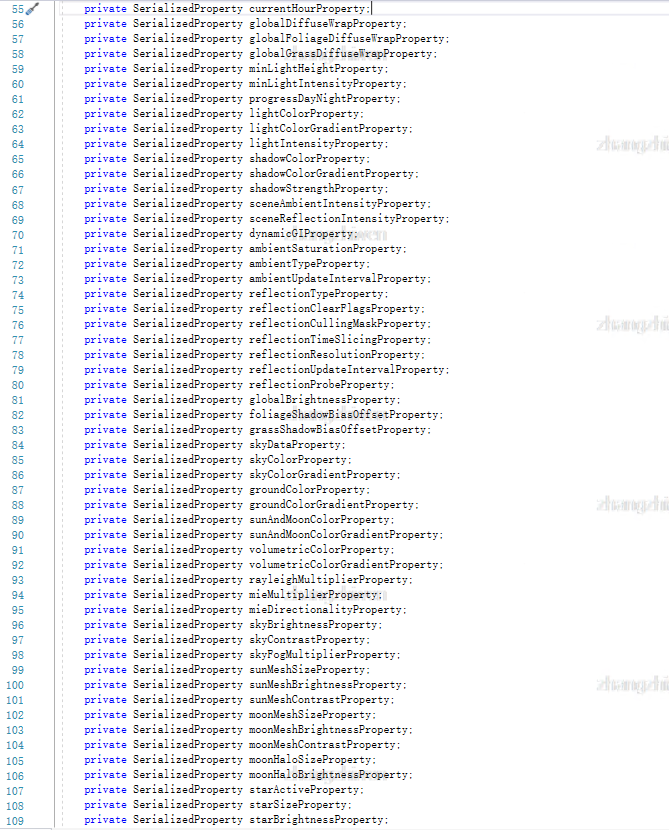 55 private SerializedProperty currentHourProperty;
56 private SerializedProperty globalDiffuseWrapProperty;
57 private SerializedProperty globalFoliageDiffuseWrapProperty;
58 private SerializedProperty globalGrassDiffuseWrapProperty;
59 private SerializedProperty minLightHeightProperty;
60 private SerializedProperty minLightIntensityProperty;
61 private SerializedProperty progressDayNightProperty;
62 private SerializedProperty lightColorProperty;
63 private SerializedProperty lightColorGradientProperty;
64 private SerializedProperty lightIntensityProperty;
65 private SerializedProperty shadowColorProperty;
66 private SerializedProperty shadowColorGradientProperty;
67 private SerializedProperty shadowStrengthProperty;
68 private SerializedProperty sceneAmbientIntensityProperty;
69 private SerializedProperty sceneReflectionIntensityProperty;
70 private SerializedProperty dynamicGIProperty;
71 private SerializedProperty ambientSaturationProperty;
72 private SerializedProperty ambientTypeProperty;
73 private SerializedProperty ambientUpdateIntervalProperty;
74 private SerializedProperty reflectionTypeProperty;
75 private SerializedProperty reflectionClearFlagsProperty;
76 private SerializedProperty reflectionCullingMaskProperty;
77 private SerializedProperty reflectionTimeSlicingProperty;
78 private SerializedProperty reflectionResolutionProperty;
79 private SerializedProperty reflectionUpdateIntervalProperty;
80 private SerializedProperty reflectionProbeProperty;
81 private SerializedProperty globalBrightnessProperty;
82 private SerializedProperty foliageShadowBiasOffsetProperty;
83 private SerializedProperty grassShadowBiasOffsetProperty;
84 private SerializedProperty skyDataProperty;
85 private SerializedProperty skyColorProperty;
86 private SerializedProperty skyColorGradientProperty;
87 private SerializedProperty groundColorProperty;
88 private SerializedProperty groundColorGradientProperty;
89 private SerializedProperty sunAndMoonColorProperty;
90 private SerializedProperty sunAndMoonColorGradientProperty;
91 private SerializedProperty volumetricColorProperty;
92 private SerializedProperty volumetricColorGradientProperty;
93 private SerializedProperty rayleighMultiplierProperty;
94 private SerializedProperty mieMultiplierProperty;
95 private SerializedProperty mieDirectionalityProperty;
96 private SerializedProperty skyBrightnessProperty;
97 private SerializedProperty skyContrastProperty;
98 private SerializedProperty skyFogMultiplierProperty;
99 private SerializedProperty sunMeshSizeProperty;
100 private SerializedProperty sunMeshBrightnessProperty;
101 private SerializedProperty sunMeshContrastProperty;
102 private SerializedProperty moonMeshSizeProperty;
103 private SerializedProperty moonMeshBrightnessProperty;
104 private SerializedProperty moonMeshContrastProperty;
105 private SerializedProperty moonHaloSizeProperty;
106 private SerializedProperty moonHaloBrightnessProperty;
107 private SerializedProperty starActiveProperty;
108 private SerializedProperty starSizeProperty;
109 private SerializedProperty starBrightnessProperty;